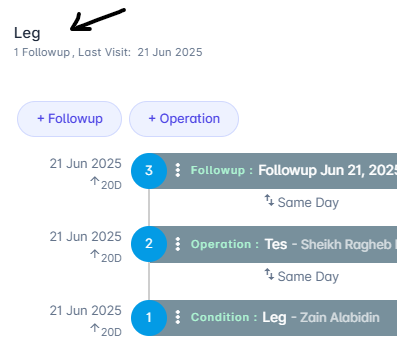 Leg
1 Followup, Last Visit: 21 Jun 2025
+ Followup + Operation
21 Jun 2025 3 Followup : Followup Jun 21, 2025
↑20D
Same Day
21 Jun 2025 2 Operation : Tes - Sheikh Ragheb
↑20D
Same Day
21 Jun 2025 1 Condition : Leg - Zain Alabidin
↑20D